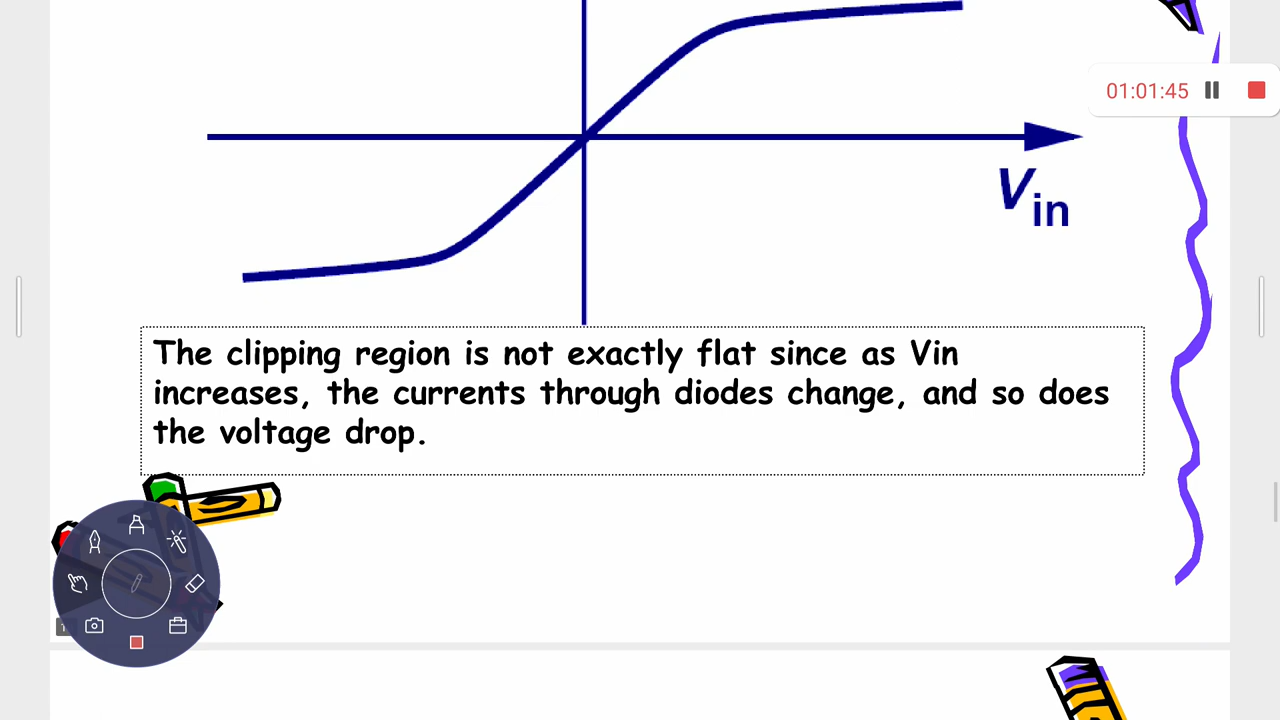 01:01:45
Vin
The clipping region is not exactly flat since as Vin
increases, the currents through diodes change, and so does
the voltage drop.